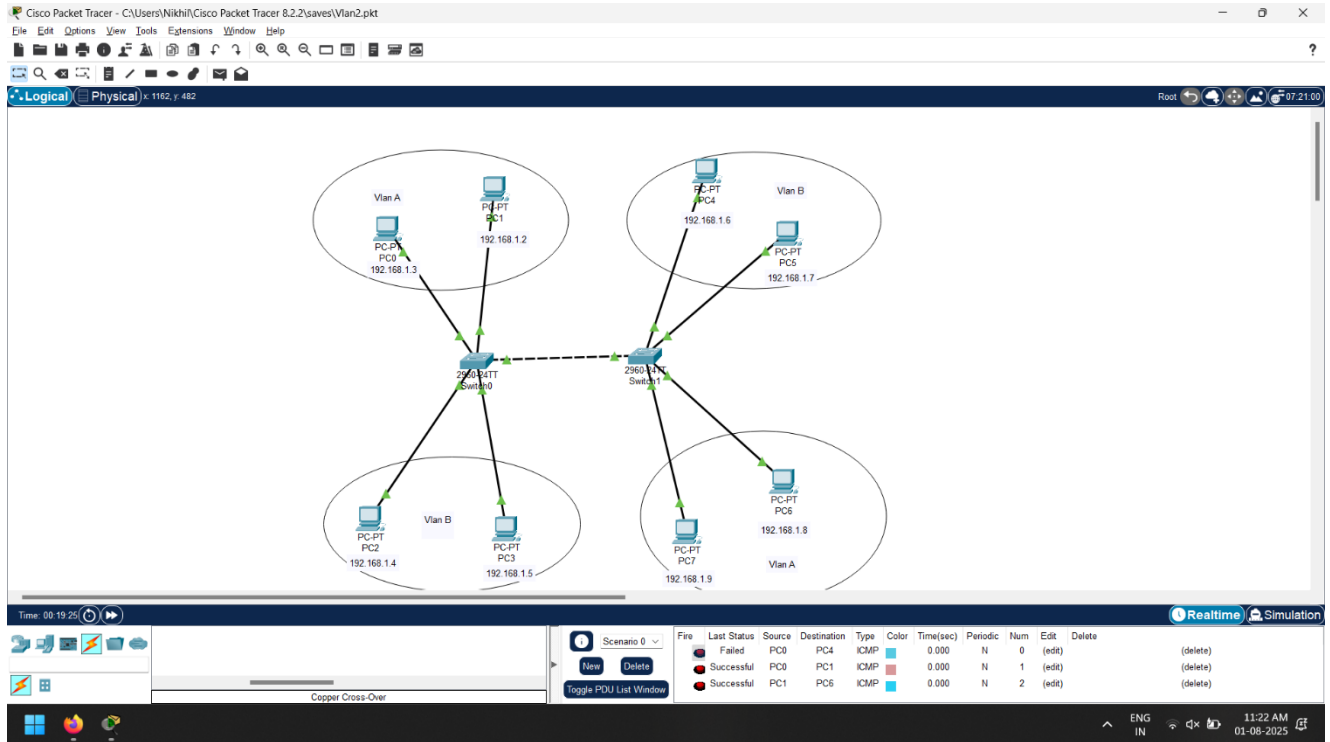 Cisco Packet Tracer - C:\Users\Nikhil\Cisco Packet Tracer 8.2.2\saves\Vlan2.pkt
File Edit Options View Tools Extensions Window Help
?
Logical Physical x: 1162, y: 482 Root 07:21:00
Vlan A
PC-PT
PC1
192.168.1.2
PC-PT
PC0
192.168.1.3
PC-PT
PC4
192.168.1.6
Vlan B
PC-PT
PC5
192.168.1.7
2960-24TT
Switch0
2960-24TT
Switch1
PC-PT
PC2
192.168.1.4
Vlan B
PC-PT
PC3
192.168.1.5
PC-PT
PC6
192.168.1.8
PC-PT
PC7
192.168.1.9
Vlan A
Time: 00:19:25 Realtime Simulation
Scenario 0
New Delete
Toggle PDU List Window
Fire Last Status Source Destination Type Color Time(sec) Periodic Num Edit Delete
Failed PC0 PC4 ICMP 0.000 N 0 (edit) (delete)
Successful PC0 PC1 ICMP 0.000 N 1 (edit) (delete)
Successful PC1 PC6 ICMP 0.000 N 2 (edit) (delete)
Copper Cross-Over
ENG
IN
11:22 AM
01-08-2025